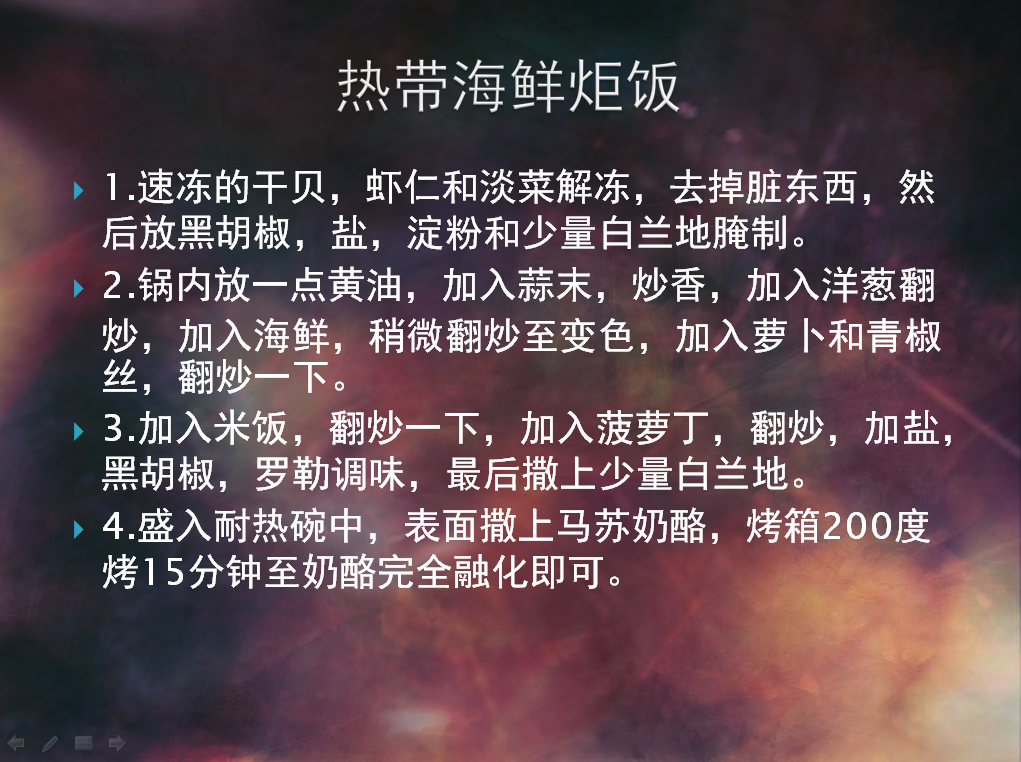 热带海鲜炬饭
1.速冻的干贝，虾仁和淡菜解冻，去掉脏东西，然
后放黑胡椒，盐，淀粉和少量白兰地腌制。
2.锅内放一点黄油，加入蒜末，炒香，加入洋葱翻
炒，加入海鲜，稍微翻炒至变色，加入萝卜和青椒
丝，翻炒一下。
3.加入米饭，翻炒一下，加入菠萝丁，翻炒，加盐，
黑胡椒，罗勒调味，最后撒上少量白兰地。
4.盛入耐热碗中，表面撒上马苏奶酪，烤箱200度
烤15分钟至奶酪完全融化即可。